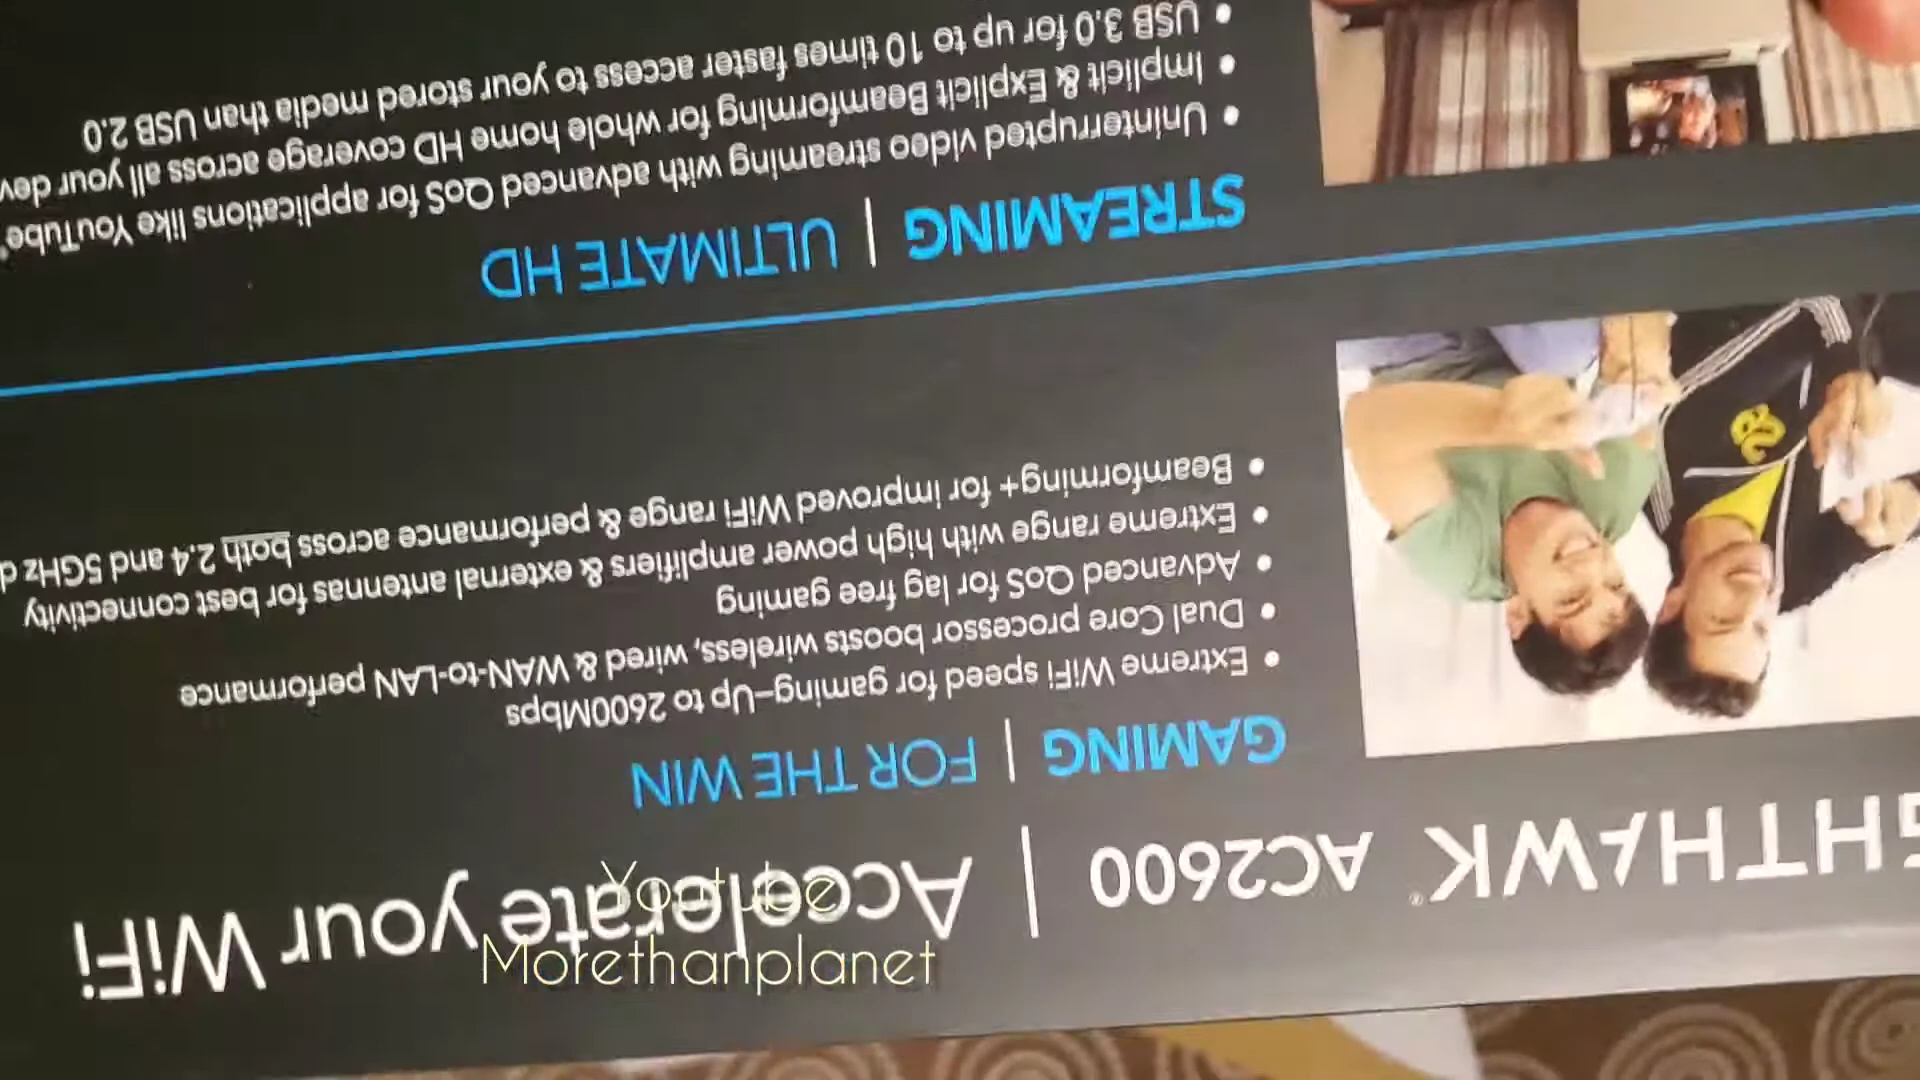 GHTHAWK® AC2600 | Accelerate your WiFi
GAMING | FOR THE WIN
• Extreme WiFi speed for gaming–Up to 2600Mbps
• Dual Core processor boosts wireless, wired & WAN-to-LAN performance
• Advanced QoS for lag free gaming
• Extreme range with high power amplifiers & external antennas for best connectivity
• Beamforming+ for improved WiFi range & performance across both 2.4 and 5GHz
STREAMING | ULTIMATE HD
• Uninterrupted video streaming with advanced QoS for applications like YouTube®
• Implicit & Explicit Beamforming for whole home HD coverage across all your dev
• USB 3.0 for up to 10 times faster access to your stored media than USB 2.0
Youtube
Morethanplanet